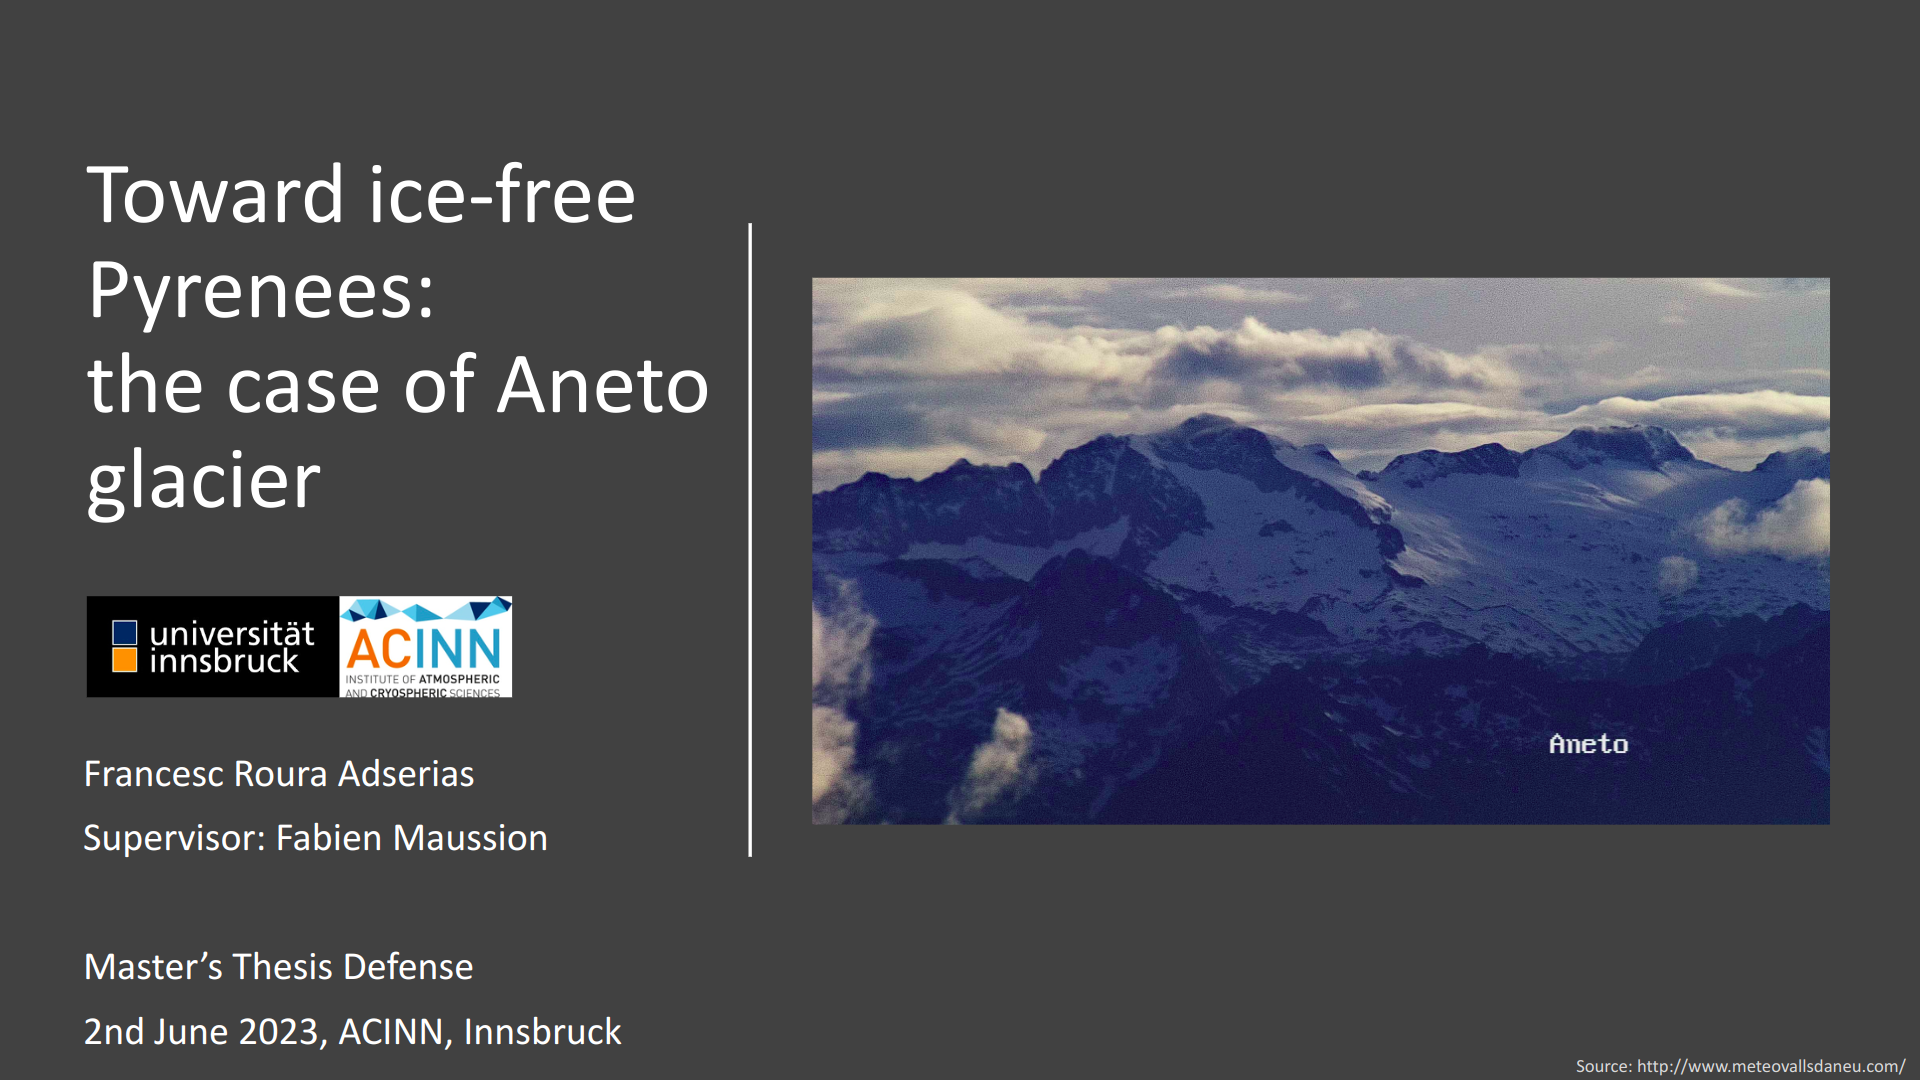 Toward ice-free
Pyrenees:
the case of Aneto
glacier
universität
innsbruck
ACINN
INSTITUTE OF ATMOSPHERIC
AND CRYOSPHERIC SCIENCES
Francesc Roura Adserias
Supervisor: Fabien Maussion
Master’s Thesis Defense
2nd June 2023, ACINN, Innsbruck
Aneto
Source: http://www.meteovallsdaneu.com/